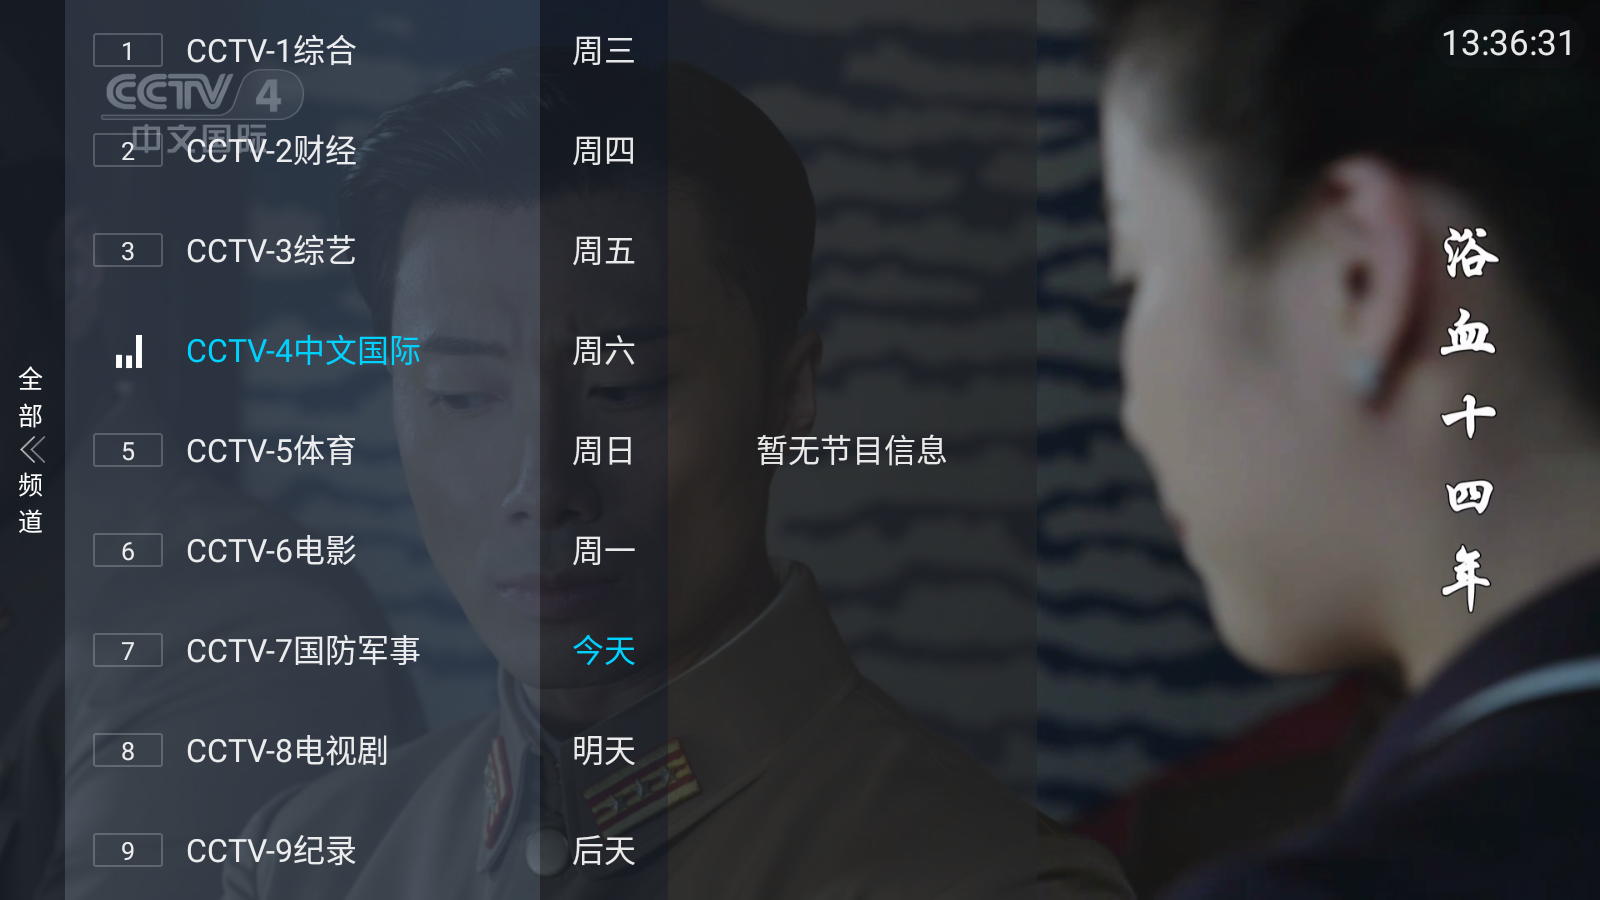 全部
频道
1 CCTV-1综合
CCTV 4
中文国际
2 CCTV-2财经
3 CCTV-3综艺
CCTV-4中文国际
5 CCTV-5体育
6 CCTV-6电影
7 CCTV-7国防军事
8 CCTV-8电视剧
9 CCTV-9纪录
周三
周四
周五
周六
周日
周一
今天
明天
后天
暂无节目信息
13:36:31
浴血十四年